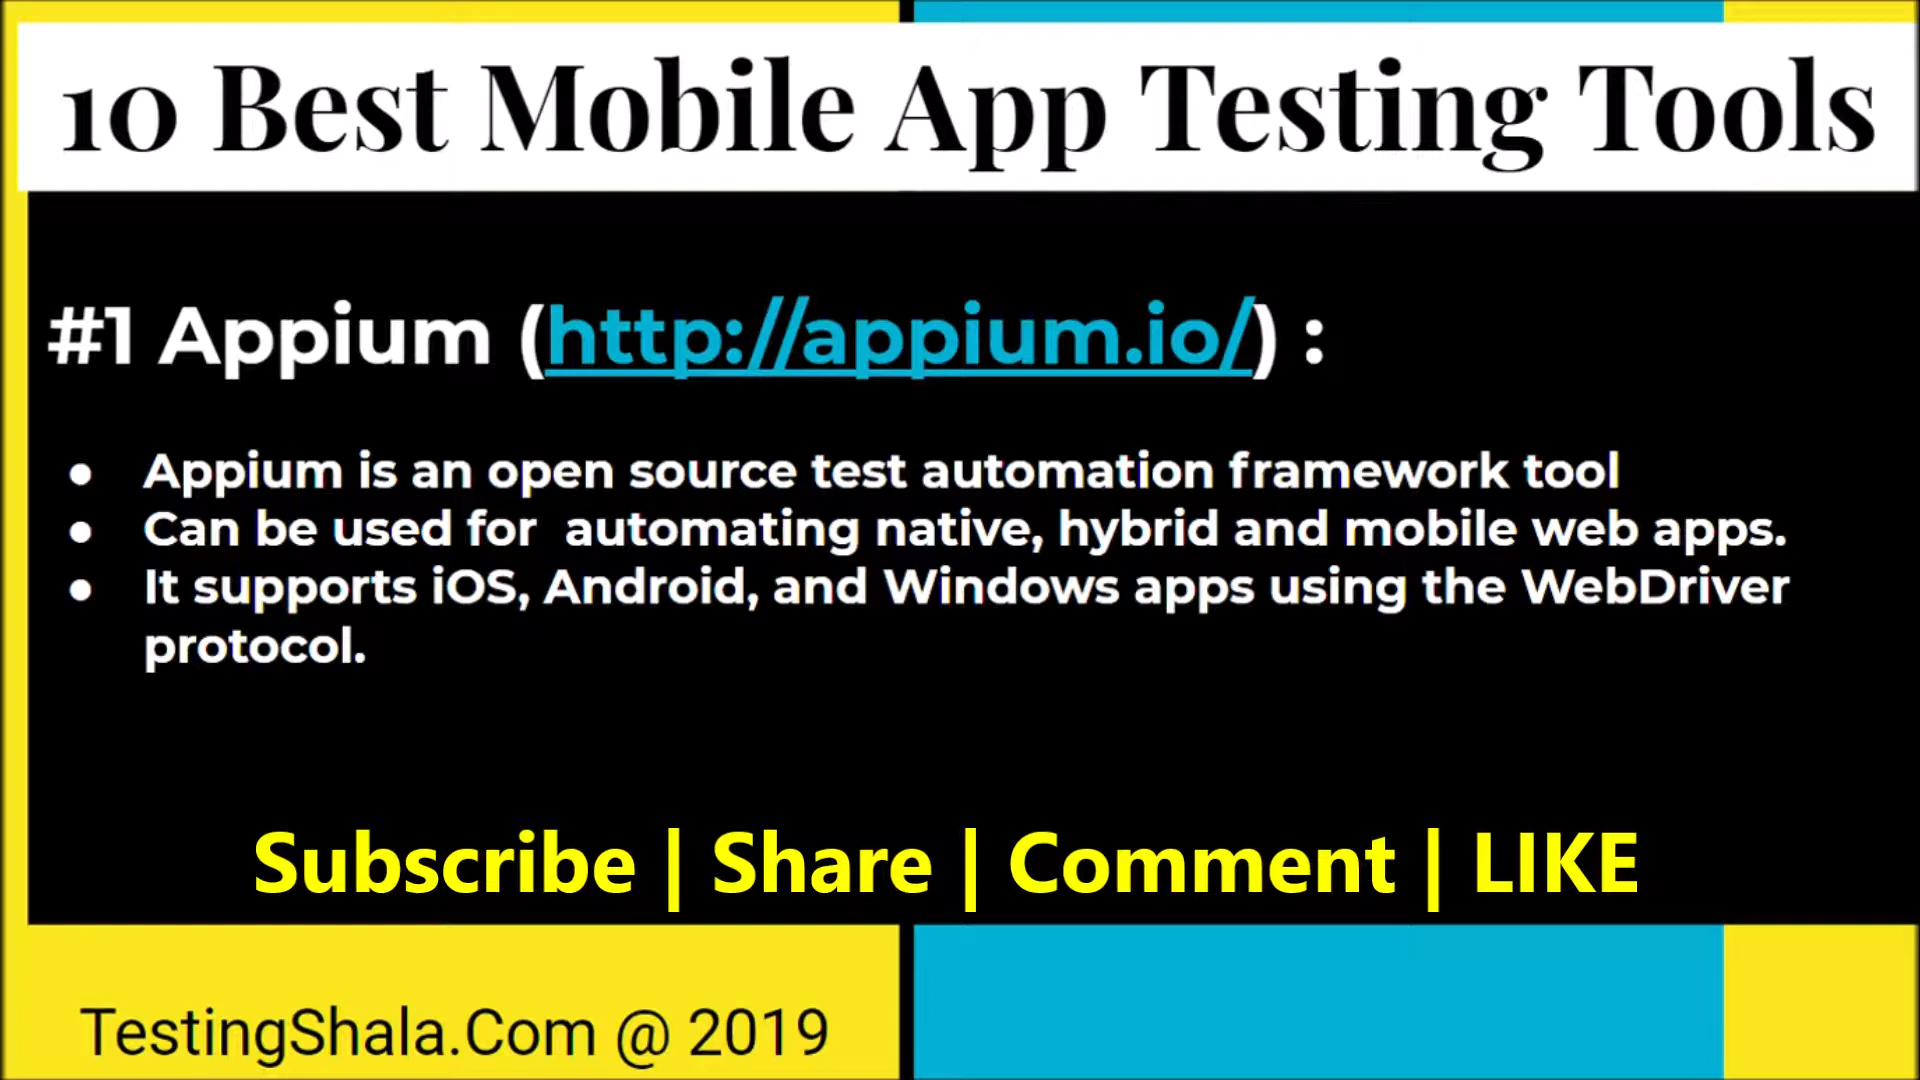 10 Best Mobile App Testing Tools
#1 Appium (http://appium.io/) :
● Appium is an open source test automation framework tool
● Can be used for  automating native, hybrid and mobile web apps.
● It supports iOS, Android, and Windows apps using the WebDriver
protocol.
Subscribe | Share | Comment | LIKE
TestingShala.Com @ 2019